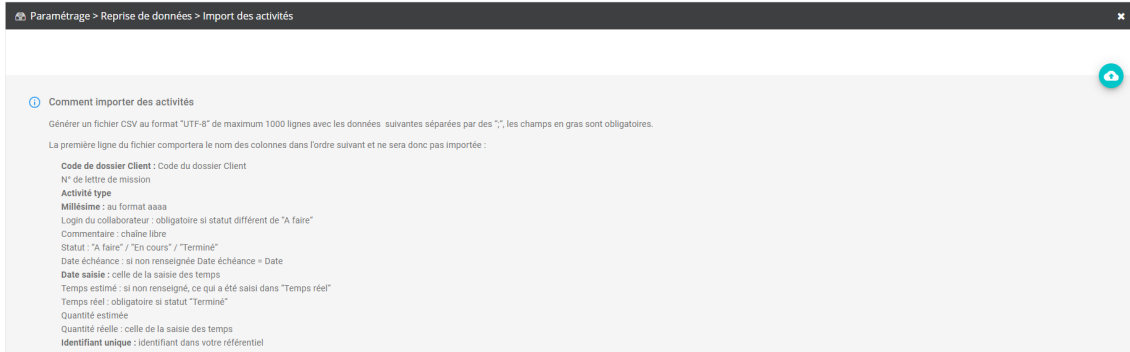 Paramétrage > Reprise de données > Import des activités
Comment importer des activités
Générer un fichier CSV au format "UTF-8" de maximum 1000 lignes avec les données suivantes séparées par des ";", les champs en gras sont obligatoires.
La première ligne du fichier comportera le nom des colonnes dans l'ordre suivant et ne sera donc pas importée :
Code de dossier Client : Code du dossier Client
N° de lettre de mission
Activité type
Millésime : au format aaaa
Login du collaborateur : obligatoire si statut différent de "A faire"
Commentaire : chaîne libre
Statut : "A faire" / "En cours" / "Terminé"
Date échéance : si non renseignée Date échéance = Date
Date saisie : celle de la saisie des temps
Temps estimé : si non renseigné, ce qui a été saisi dans "Temps réel"
Temps réel : obligatoire si statut "Terminé"
Quantité estimée
Quantité réelle : celle de la saisie des temps
Identifiant unique : identifiant dans votre référentiel